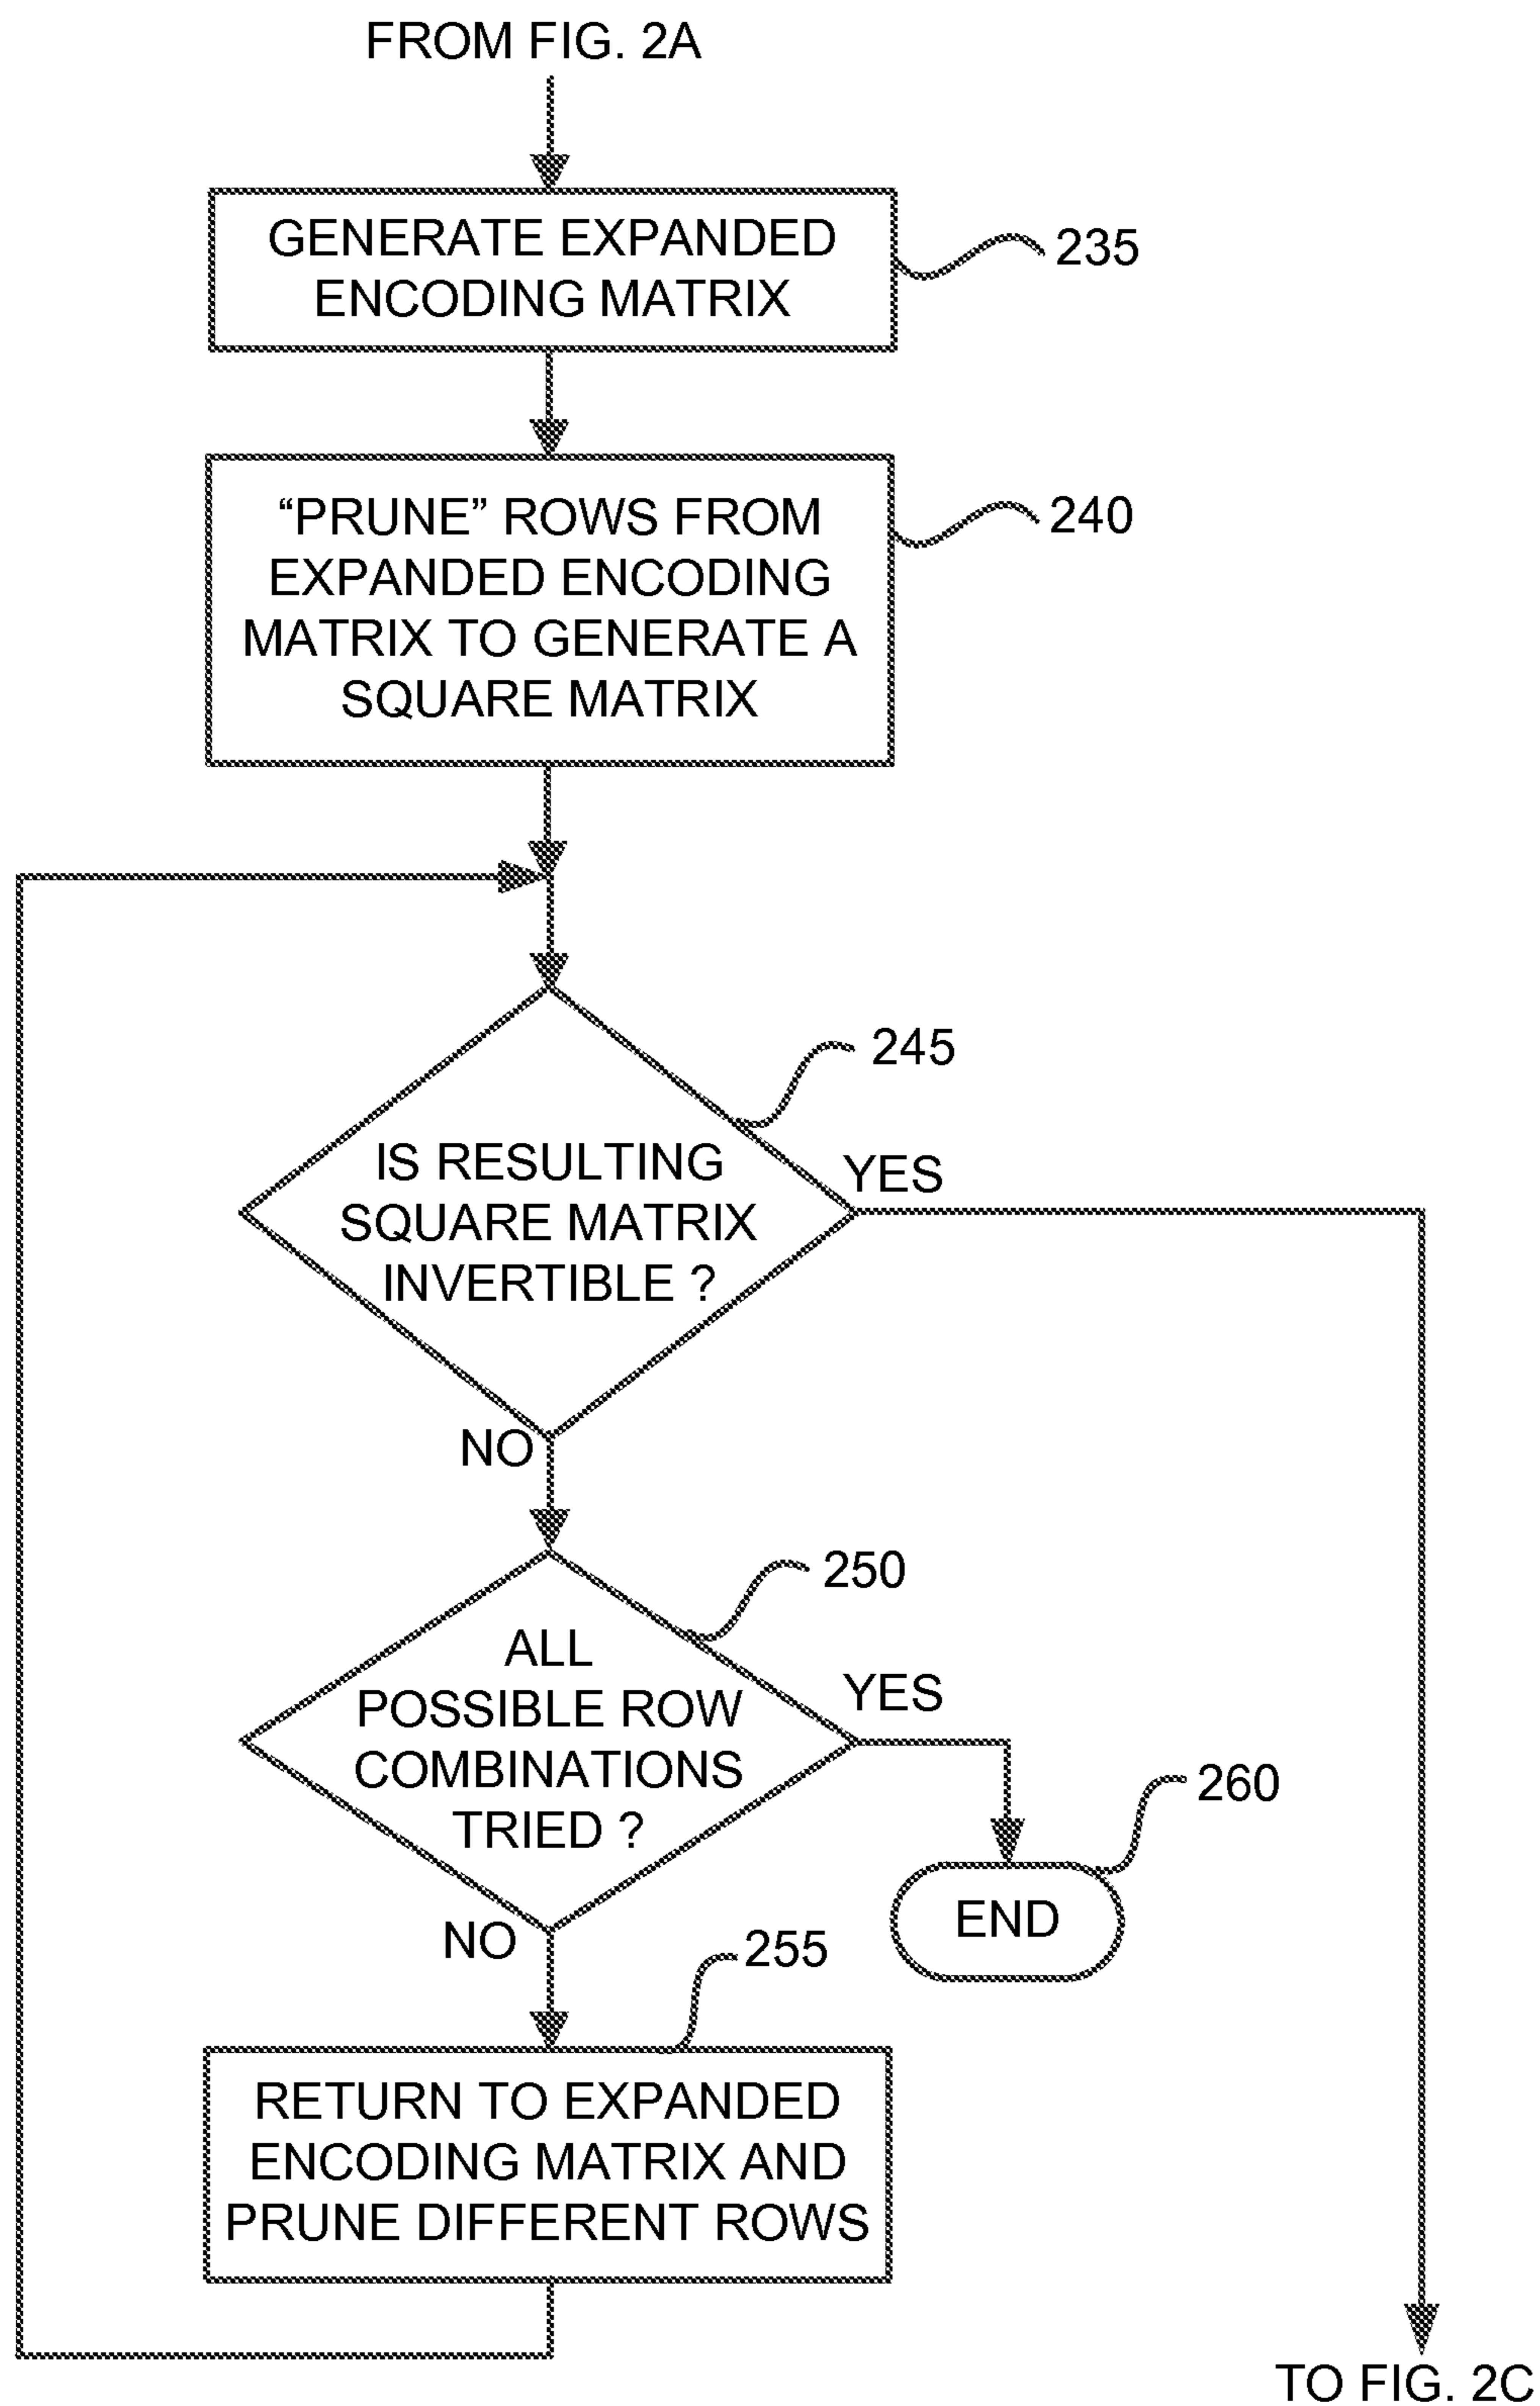 FROM FIG. 2A
GENERATE EXPANDED
ENCODING MATRIX
235
“PRUNE” ROWS FROM
EXPANDED ENCODING
MATRIX TO GENERATE A
SQUARE MATRIX
240
245
IS RESULTING
SQUARE MATRIX
INVERTIBLE ?
YES
NO
250
ALL
POSSIBLE ROW
COMBINATIONS
TRIED ?
YES
260
END
NO
255
RETURN TO EXPANDED
ENCODING MATRIX AND
PRUNE DIFFERENT ROWS
TO FIG. 2C